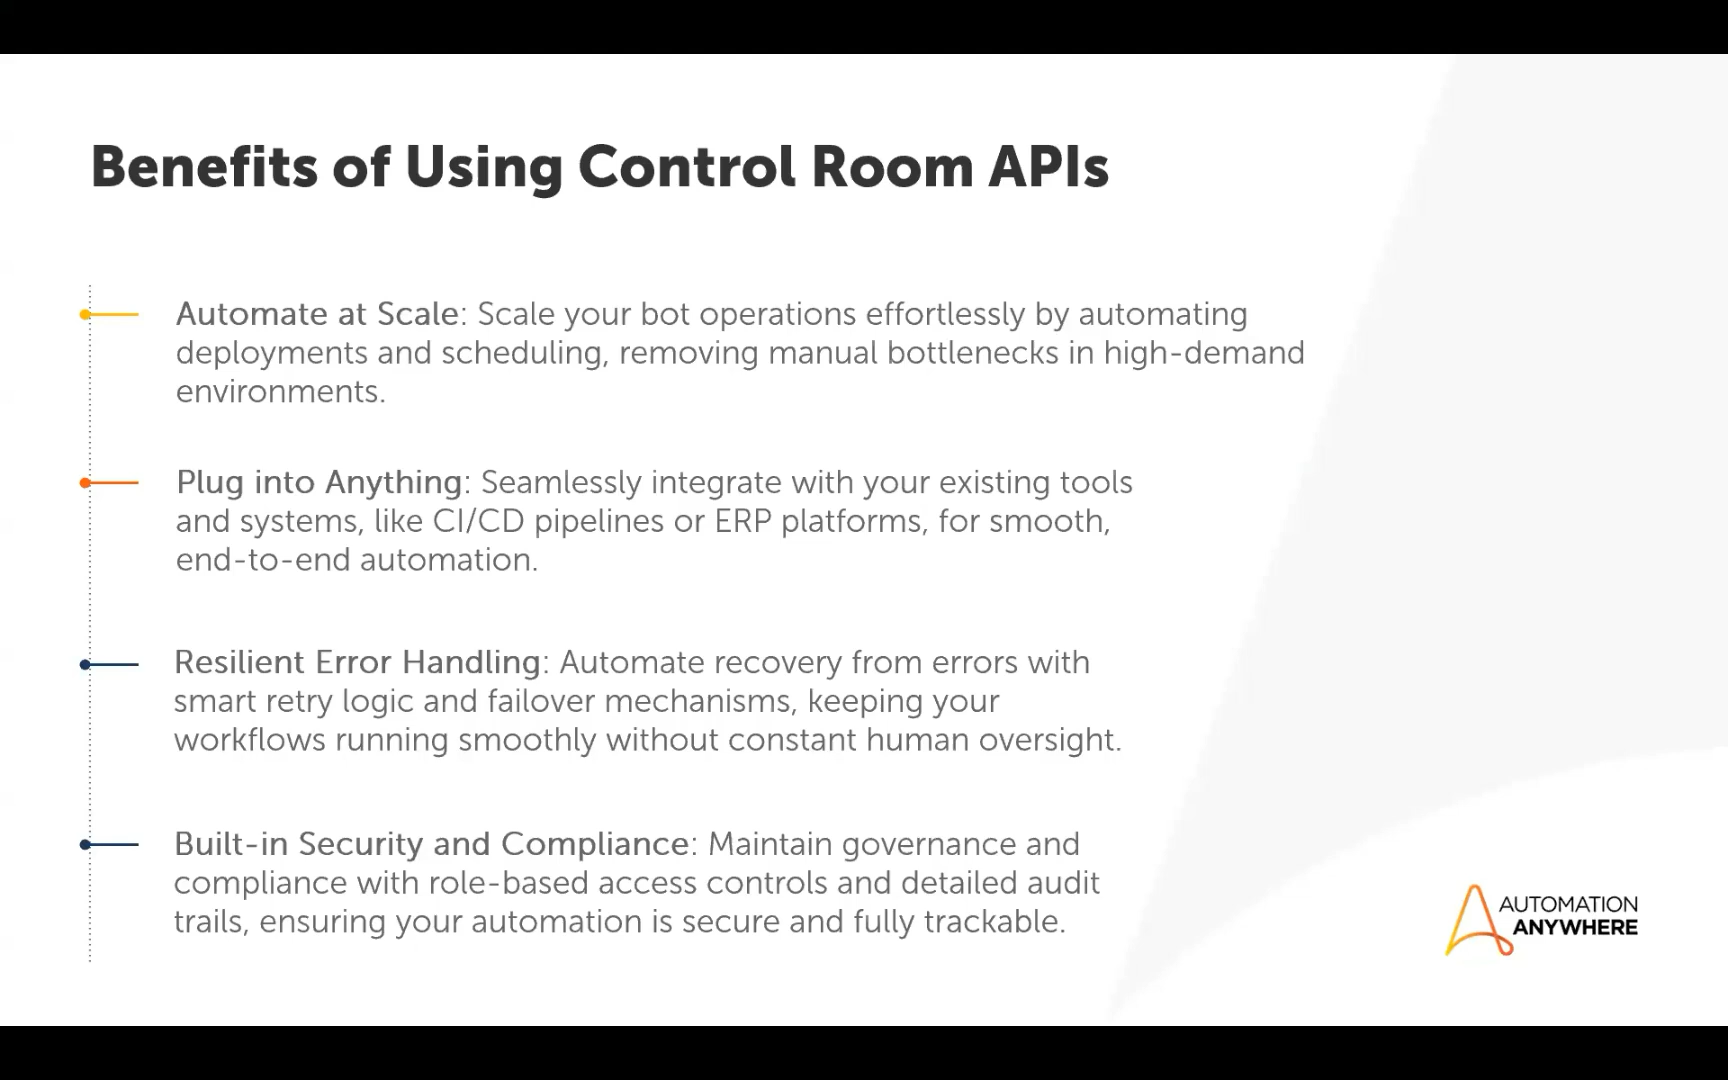 Benefits of Using Control Room APIs
Automate at Scale: Scale your bot operations effortlessly by automating
deployments and scheduling, removing manual bottlenecks in high-demand
environments.
Plug into Anything: Seamlessly integrate with your existing tools
and systems, like CI/CD pipelines or ERP platforms, for smooth,
end-to-end automation.
Resilient Error Handling: Automate recovery from errors with
smart retry logic and failover mechanisms, keeping your
workflows running smoothly without constant human oversight.
Built-in Security and Compliance: Maintain governance and
compliance with role-based access controls and detailed audit
trails, ensuring your automation is secure and fully trackable.
AUTOMATION
ANYWHERE